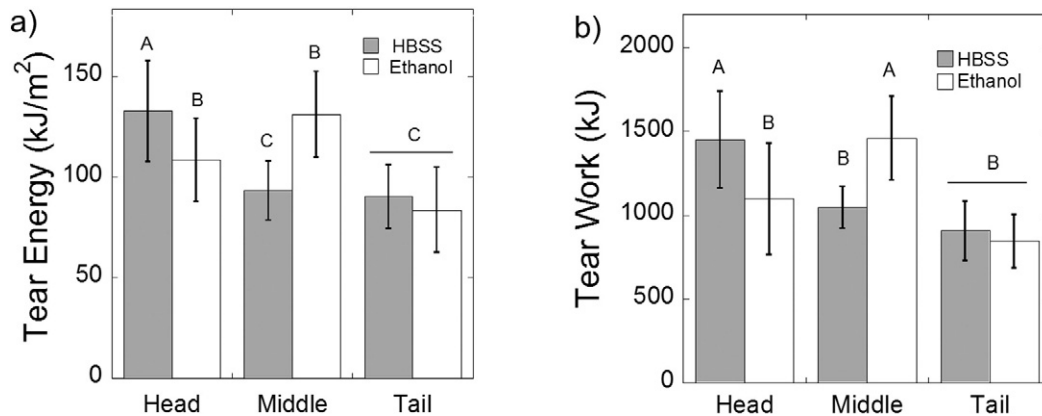 a)
Tear Energy (kJ/m²)
150
100
50
0
HBSS
Ethanol
A
B
C
B
C
Head Middle Tail
b)
Tear Work (kJ)
2000
1500
1000
500
0
HBSS
Ethanol
A
B
B
A
B
Head Middle Tail